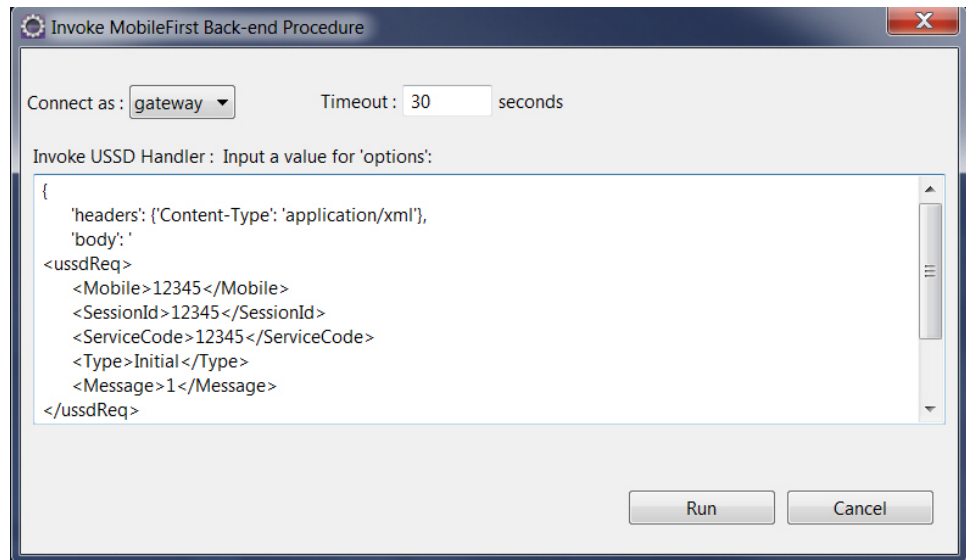 Invoke MobileFirst Back-end Procedure
Connect as : gateway Timeout : 30 seconds
Invoke USSD Handler : Input a value for 'options':
{
'headers': {'Content-Type': 'application/xml'},
'body': '
<ussdReq>
<Mobile>12345</Mobile>
<SessionId>12345</SessionId>
<ServiceCode>12345</ServiceCode>
<Type>Initial</Type>
<Message>1</Message>
</ussdReq>
Run Cancel